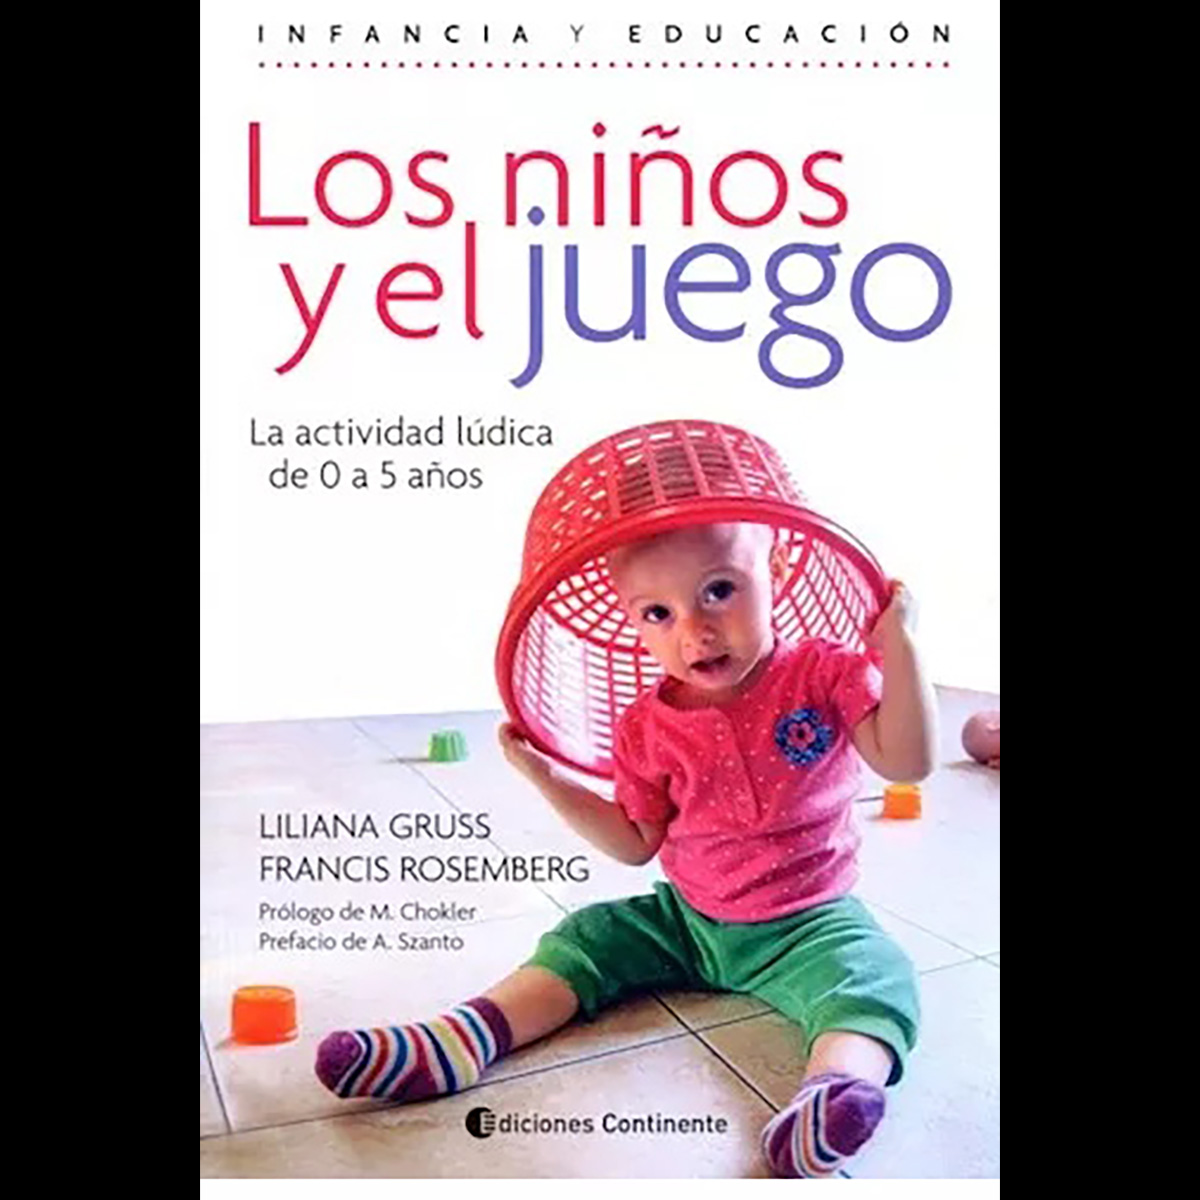 INFANCIA Y EDUCACIÓN
Los niños
y el juego
La actividad lúdica
de 0 a 5 años
LILIANA GRUSS
FRANCIS ROSEMBERG
Prólogo de M. Chokler
Prefacio de A. Szanto
Ediciones Continente